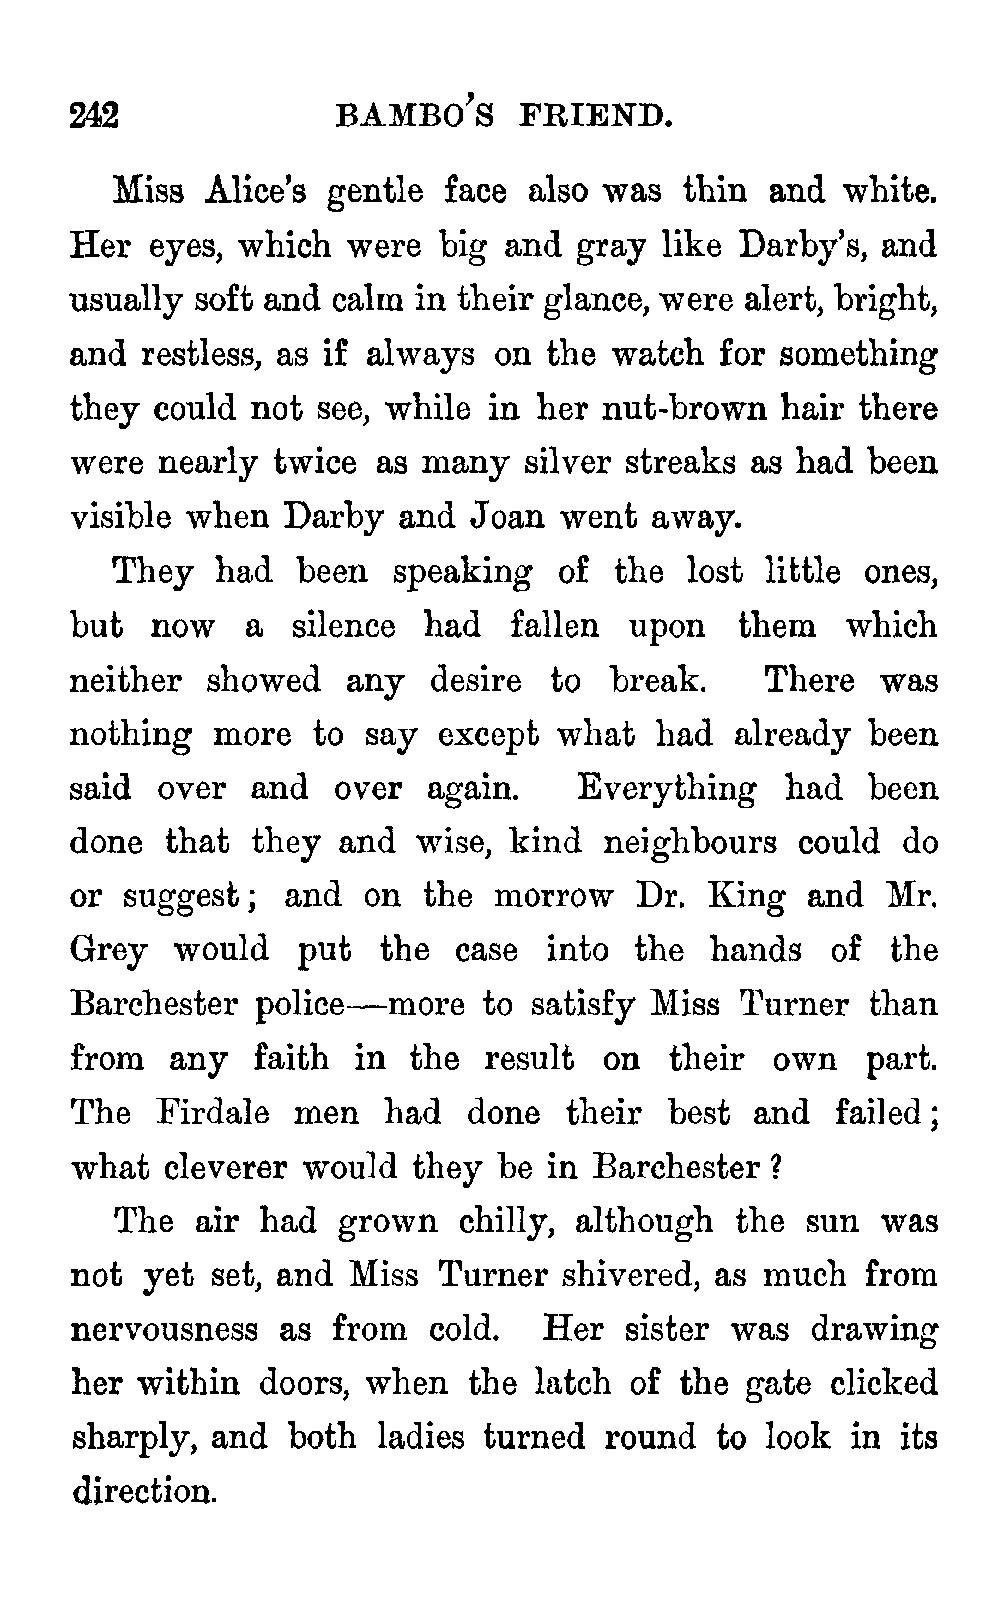 242 BAMBO'S FRIEND.
Miss Alice's gentle face also was thin and white.
Her eyes, which were big and gray like Darby's, and
usually soft and calm in their glance, were alert, bright,
and restless, as if always on the watch for something
they could not see, while in her nut-brown hair there
were nearly twice as many silver streaks as had been
visible when Darby and Joan went away.
They had been speaking of the lost little ones,
but now a silence had fallen upon them which
neither showed any desire to break. There was
nothing more to say except what had already been
said over and over again. Everything had been
done that they and wise, kind neighbours could do
or suggest; and on the morrow Dr. King and Mr.
Grey would put the case into the hands of the
Barchester police—more to satisfy Miss Turner than
from any faith in the result on their own part.
The Firdale men had done their best and failed;
what cleverer would they be in Barchester?
The air had grown chilly, although the sun was
not yet set, and Miss Turner shivered, as much from
nervousness as from cold. Her sister was drawing
her within doors, when the latch of the gate clicked
sharply, and both ladies turned round to look in its
direction.